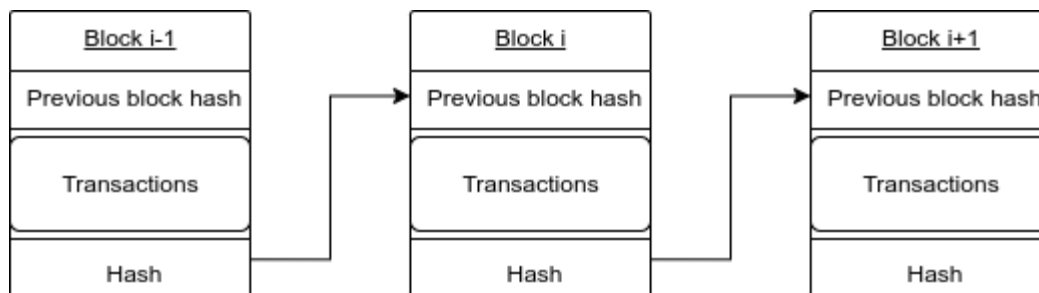 Block i-1
Previous block hash
Transactions
Hash
Block i
Previous block hash
Transactions
Hash
Block i+1
Previous block hash
Transactions
Hash